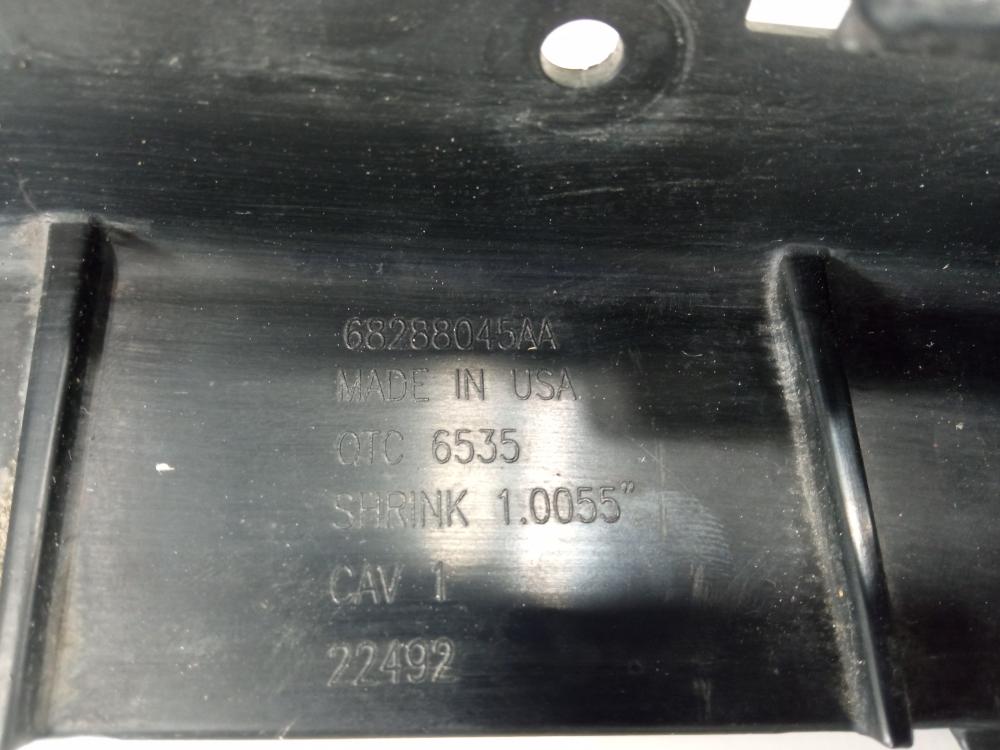 68288045AA
MADE IN USA
QTC 6535
SHRINK 1.0055"
CAV 1
22492